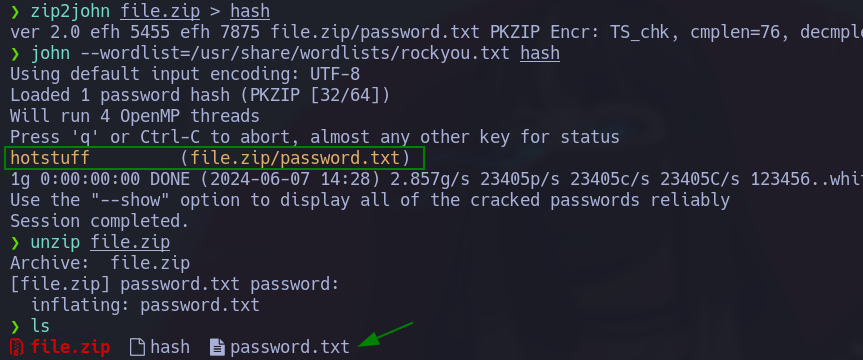 ❯ zip2john file.zip > hash
ver 2.0 efh 5455 efh 7875 file.zip/password.txt PKZIP Encr: TS_chk, cmplen=76, decmple
❯ john --wordlist=/usr/share/wordlists/rockyou.txt hash
Using default input encoding: UTF-8
Loaded 1 password hash (PKZIP [32/64])
Will run 4 OpenMP threads
Press 'q' or Ctrl-C to abort, almost any other key for status
hotstuff         (file.zip/password.txt)
1g 0:00:00:00 DONE (2024-06-07 14:28) 2.857g/s 23405p/s 23405c/s 23405C/s 123456..whit
Use the "--show" option to display all of the cracked passwords reliably
Session completed.
❯ unzip file.zip
Archive:  file.zip
[file.zip] password.txt password:
  inflating: password.txt
❯ ls
file.zip  hash  password.txt